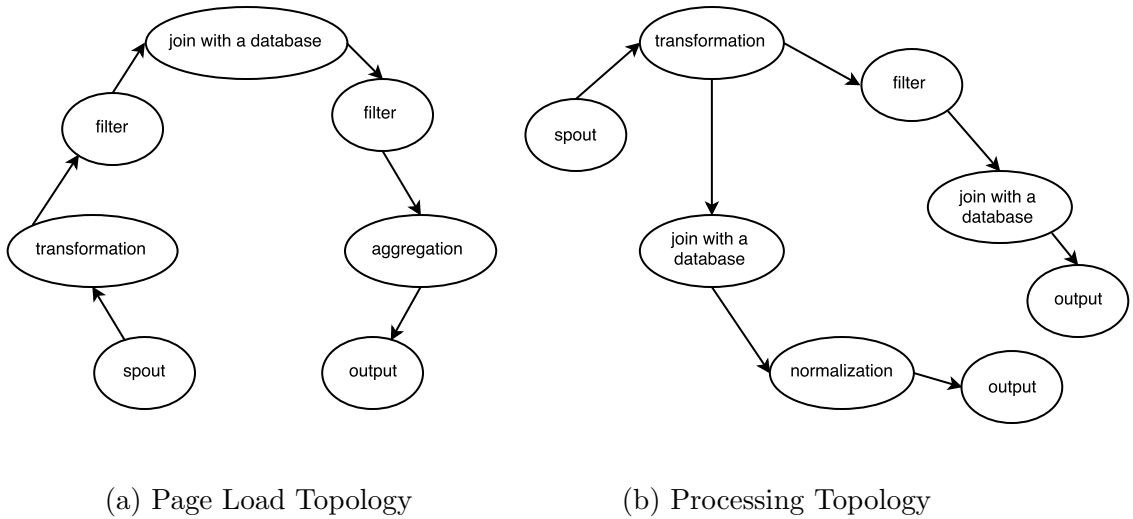 join with a database
filter
filter
transformation
aggregation
spout
output
transformation
filter
spout
join with a
database
join with a
database
output
normalization
output
(a) Page Load Topology
(b) Processing Topology